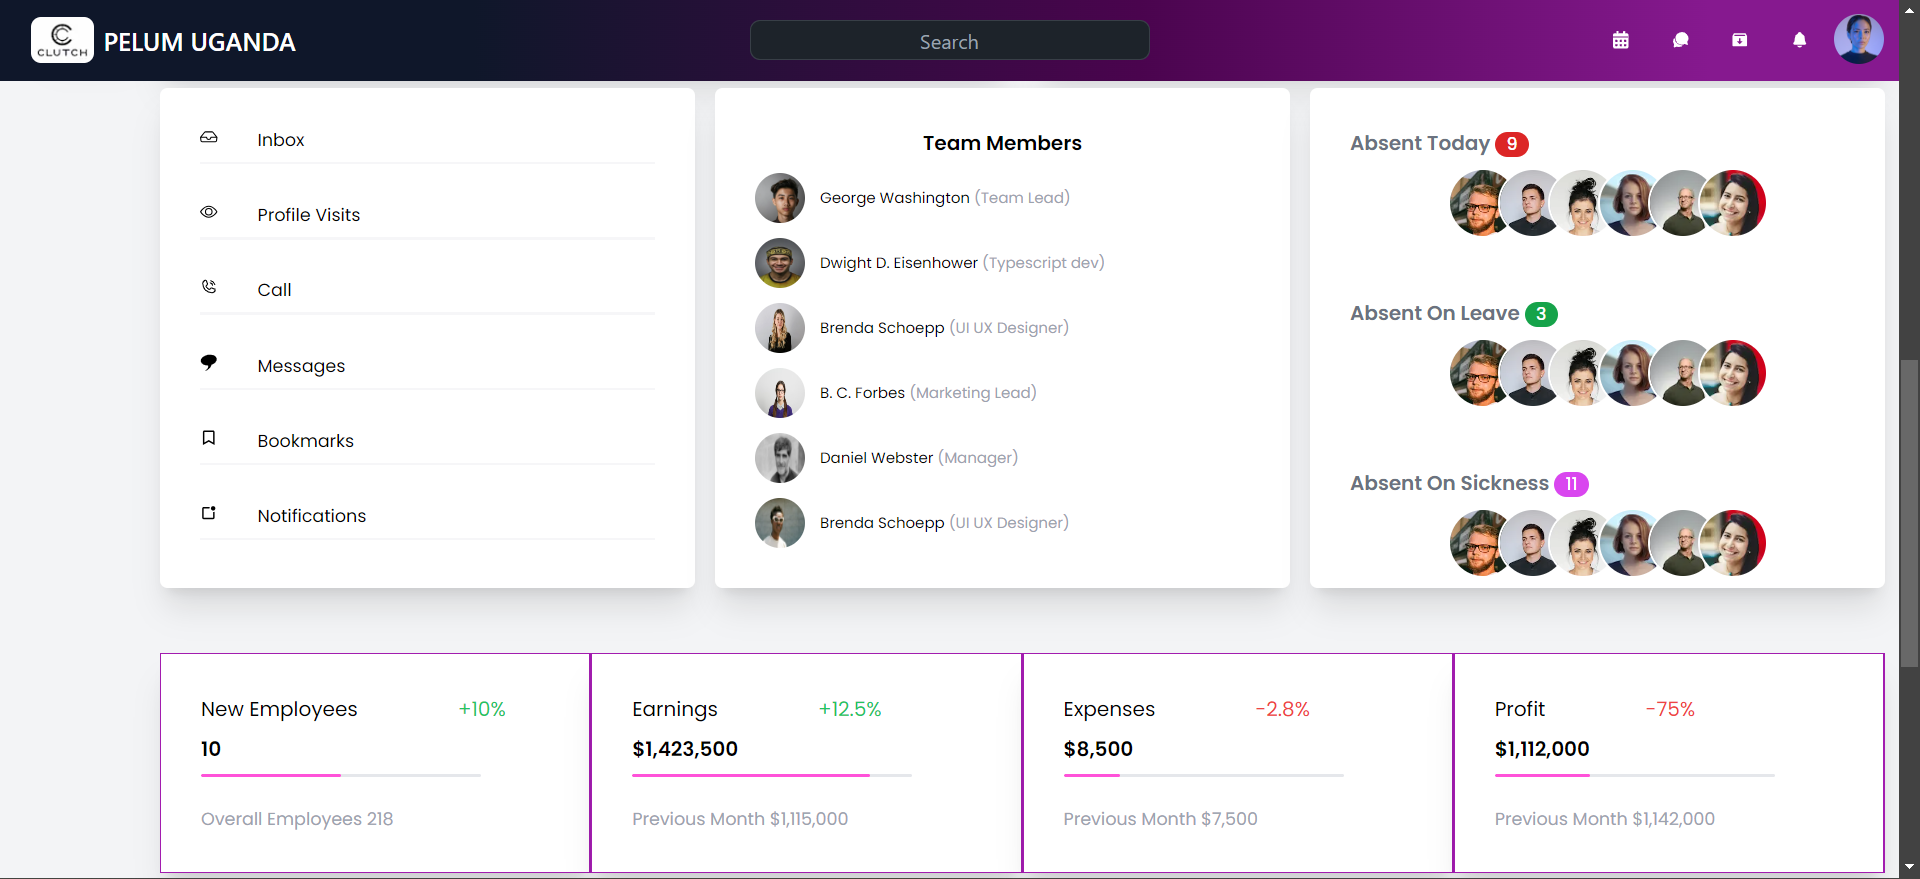 CLUTCH
PELUM UGANDA
Search
Inbox
Profile Visits
Call
Messages
Bookmarks
Notifications
Team Members
George Washington (Team Lead)
Dwight D. Eisenhower (Typescript dev)
Brenda Schoepp (UI UX Designer)
B. C. Forbes (Marketing Lead)
Daniel Webster (Manager)
Brenda Schoepp (UI UX Designer)
Absent Today 9
Absent On Leave 3
Absent On Sickness 11
New Employees +10%
10
Overall Employees 218
Earnings +12.5%
$1,423,500
Previous Month $1,115,000
Expenses -2.8%
$8,500
Previous Month $7,500
Profit -75%
$1,112,000
Previous Month $1,142,000